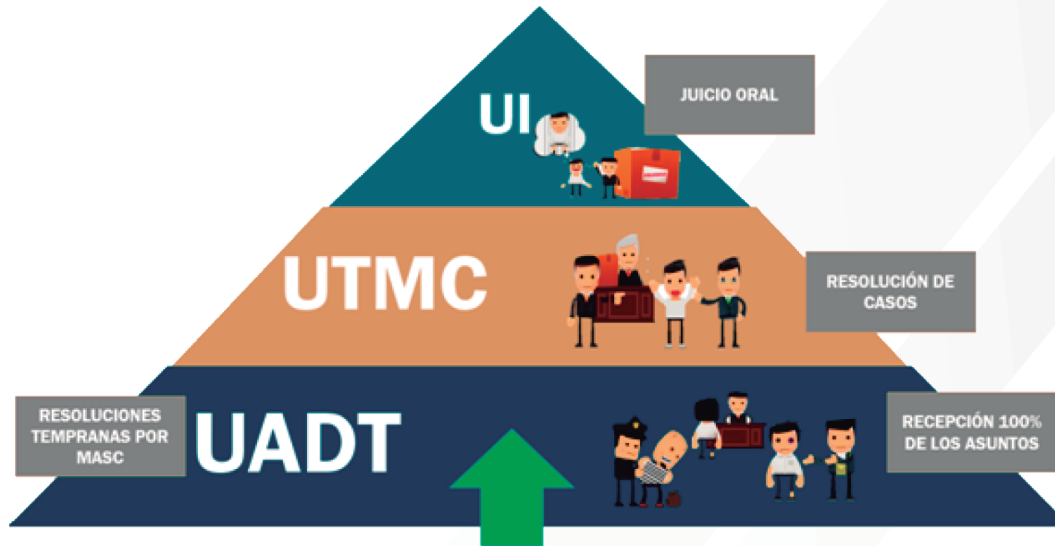 UI
JUICIO ORAL
UTMC
RESOLUCIÓN DE
CASOS
RESOLUCIONES
TEMPRANAS POR
MASC
UADT
RECEPCIÓN 100%
DE LOS ASUNTOS